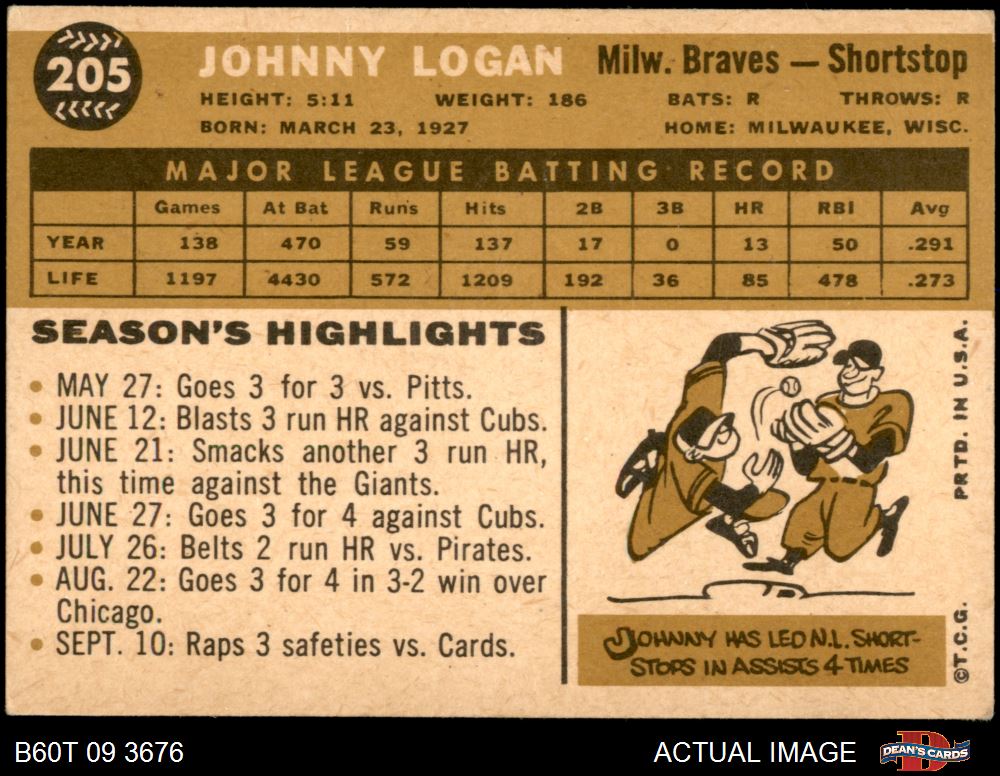 205
JOHNNY LOGAN Milw. Braves — Shortstop
HEIGHT: 5:11 WEIGHT: 186 BATS: R THROWS: R
BORN: MARCH 23, 1927 HOME: MILWAUKEE, WISC.
MAJOR LEAGUE BATTING RECORD
Games At Bat Runs Hits 2B 3B HR RBI Avg
YEAR 138 470 59 137 17 0 13 50 .291
LIFE 1197 4430 572 1209 192 36 85 478 .273
SEASON'S HIGHLIGHTS
• MAY 27: Goes 3 for 3 vs. Pitts.
• JUNE 12: Blasts 3 run HR against Cubs.
• JUNE 21: Smacks another 3 run HR,
this time against the Giants.
• JUNE 27: Goes 3 for 4 against Cubs.
• JULY 26: Belts 2 run HR vs. Pirates.
• AUG. 22: Goes 3 for 4 in 3-2 win over
Chicago.
• SEPT. 10: Raps 3 safeties vs. Cards.
JOHNNY HAS LED N.L. SHORT-
STOPS IN ASSISTS 4 TIMES
©T.C.G. PRTD. IN U.S.A.
B60T 09 3676 ACTUAL IMAGE DEAN'S CARDS